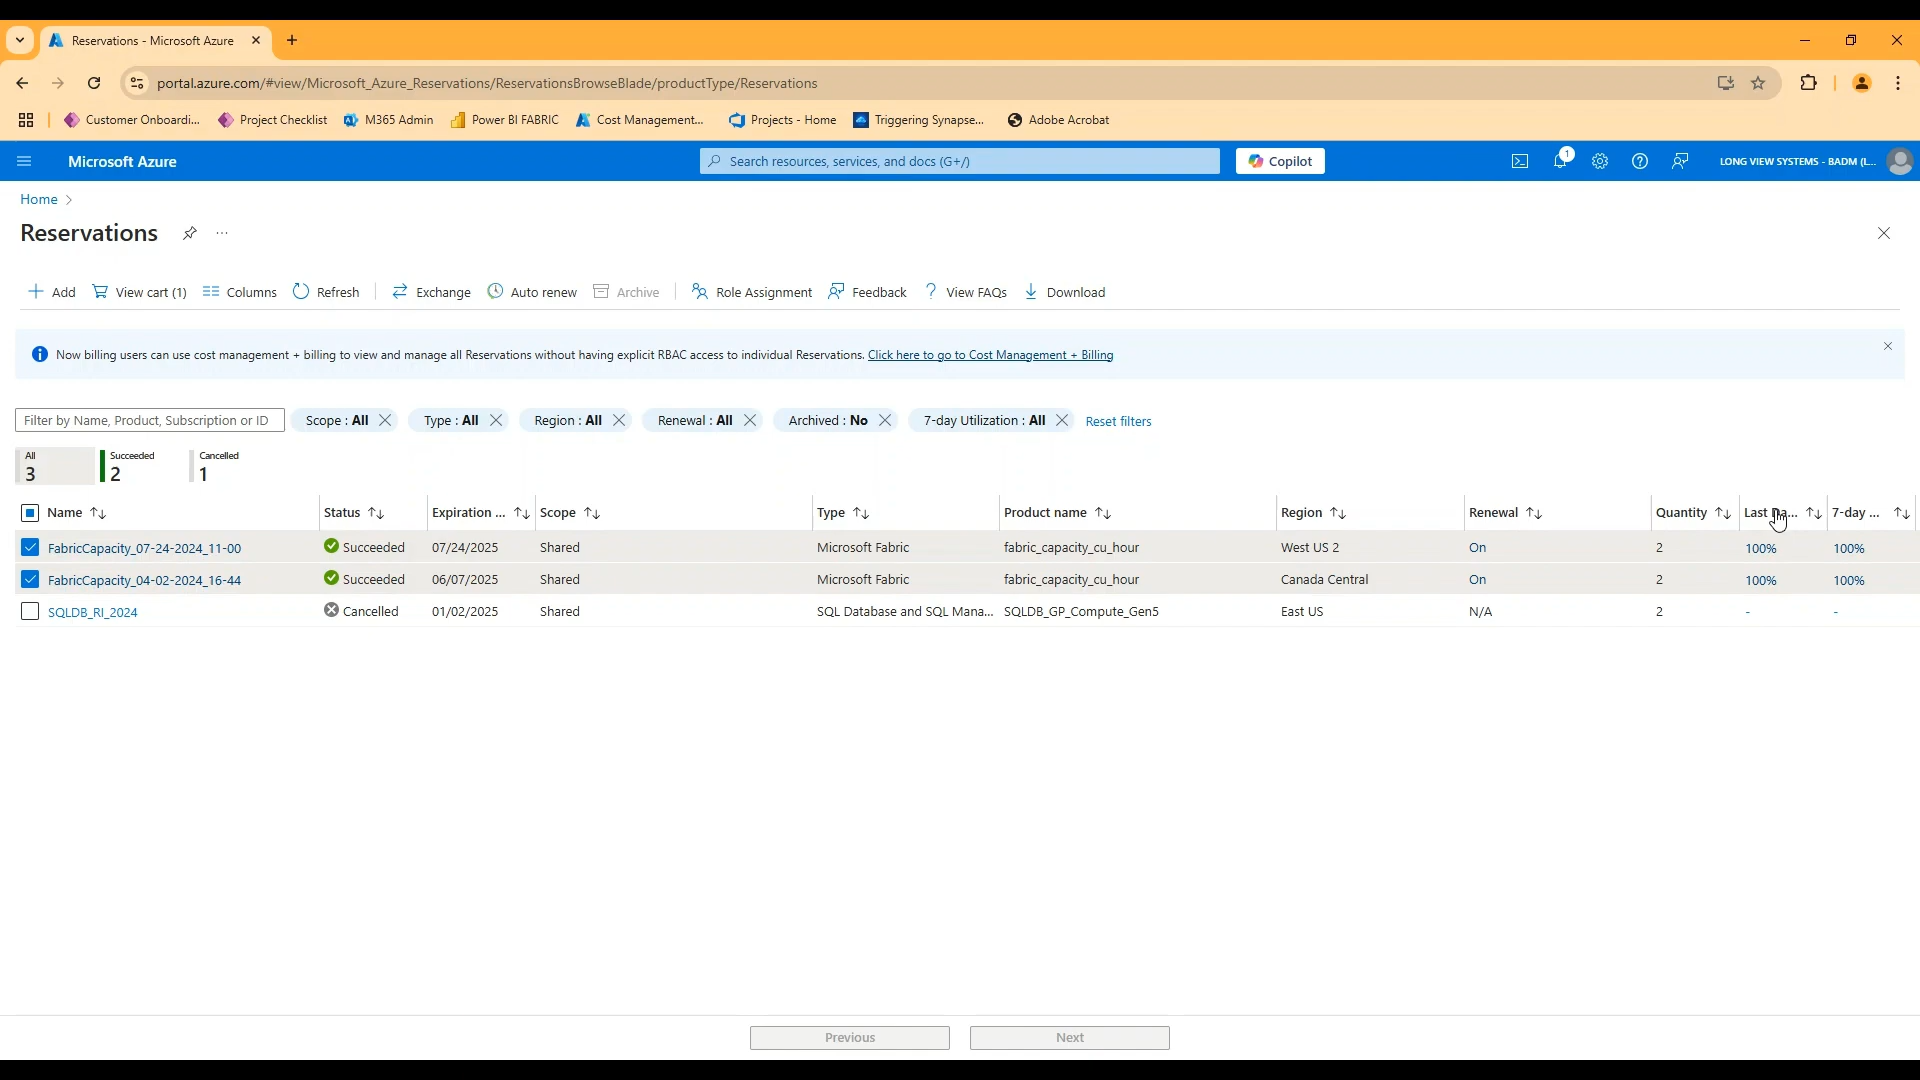 Reservations - Microsoft Azure
portal.azure.com/#view/Microsoft_Azure_Reservations/ReservationsBrowseBlade/productType/Reservations
Customer Onboardi... Project Checklist M365 Admin Power BI FABRIC Cost Management... Projects - Home Triggering Synapse... Adobe Acrobat
Microsoft Azure Search resources, services, and docs (G+/) Copilot 1 LONG VIEW SYSTEMS - BADM (L...
Home
Reservations ...
Add View cart (1) Columns Refresh Exchange Auto renew Archive Role Assignment Feedback View FAQs Download
Now billing users can use cost management + billing to view and manage all Reservations without having explicit RBAC access to individual Reservations. Click here to go to Cost Management + Billing
Filter by Name, Product, Subscription or ID Scope : All Type : All Region : All Renewal : All Archived : No 7-day Utilization : All Reset filters
All Succeeded Cancelled
3 2 1
Name Status Expiration ... Scope Type Product name Region Renewal Quantity Last 7-day ...
FabricCapacity_07-24-2024_11-00 Succeeded 07/24/2025 Shared Microsoft Fabric fabric_capacity_cu_hour West US 2 On 2 100% 100%
FabricCapacity_04-02-2024_16-44 Succeeded 06/07/2025 Shared Microsoft Fabric fabric_capacity_cu_hour Canada Central On 2 100% 100%
SQLDB_RI_2024 Cancelled 01/02/2025 Shared SQL Database and SQL Mana... SQLDB_GP_Compute_Gen5 East US N/A 2 - -
Previous Next